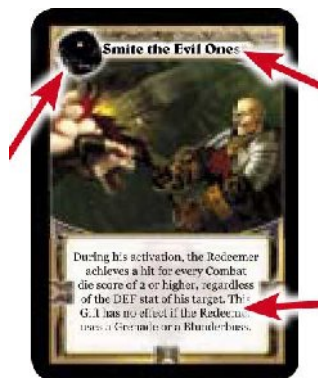 Smite the Evil Ones
During his activation, the Redeemer
achieves a hit for every Combat
die score of 2 or higher, regardless
of the DEF stat of his target. This
Gift has no effect if the Redeemer
uses a Grenade or a Blunderbuss.